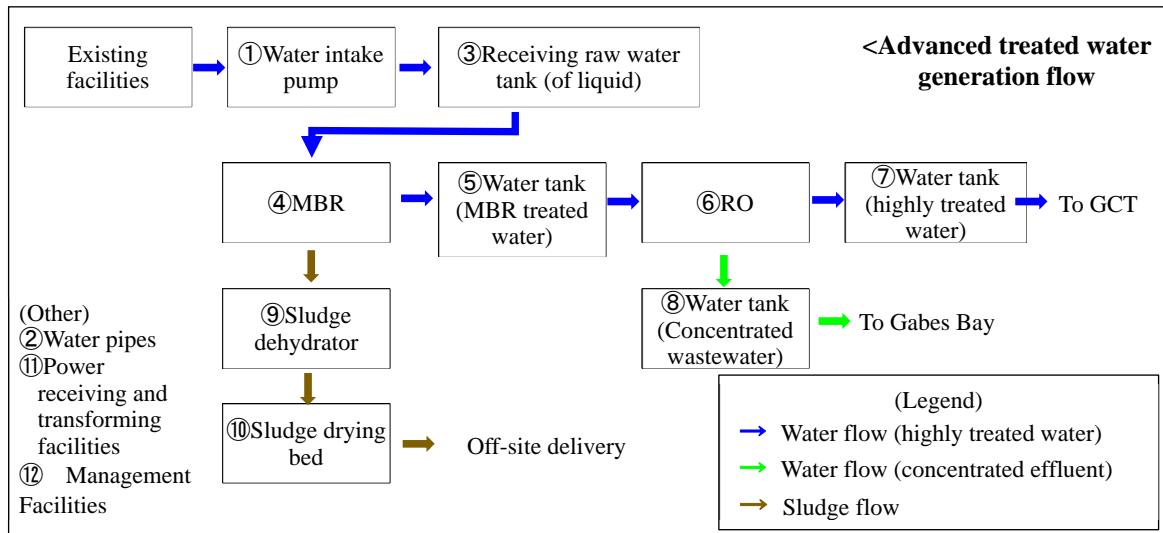 Existing
facilities
①Water intake
pump
③Receiving raw water
tank (of liquid)
<Advanced treated water
generation flow
④MBR
⑤Water tank
(MBR treated
water)
⑥RO
⑦Water tank
(highly treated
water)
To GCT
⑨Sludge
dehydrator
⑧Water tank
(Concentrated
wastewater)
To Gabes Bay
(Other)
②Water pipes
⑪Power
receiving and
transforming
facilities
⑫ Management
Facilities
⑩Sludge drying
bed
Off-site delivery
(Legend)
Water flow (highly treated water)
Water flow (concentrated effluent)
Sludge flow